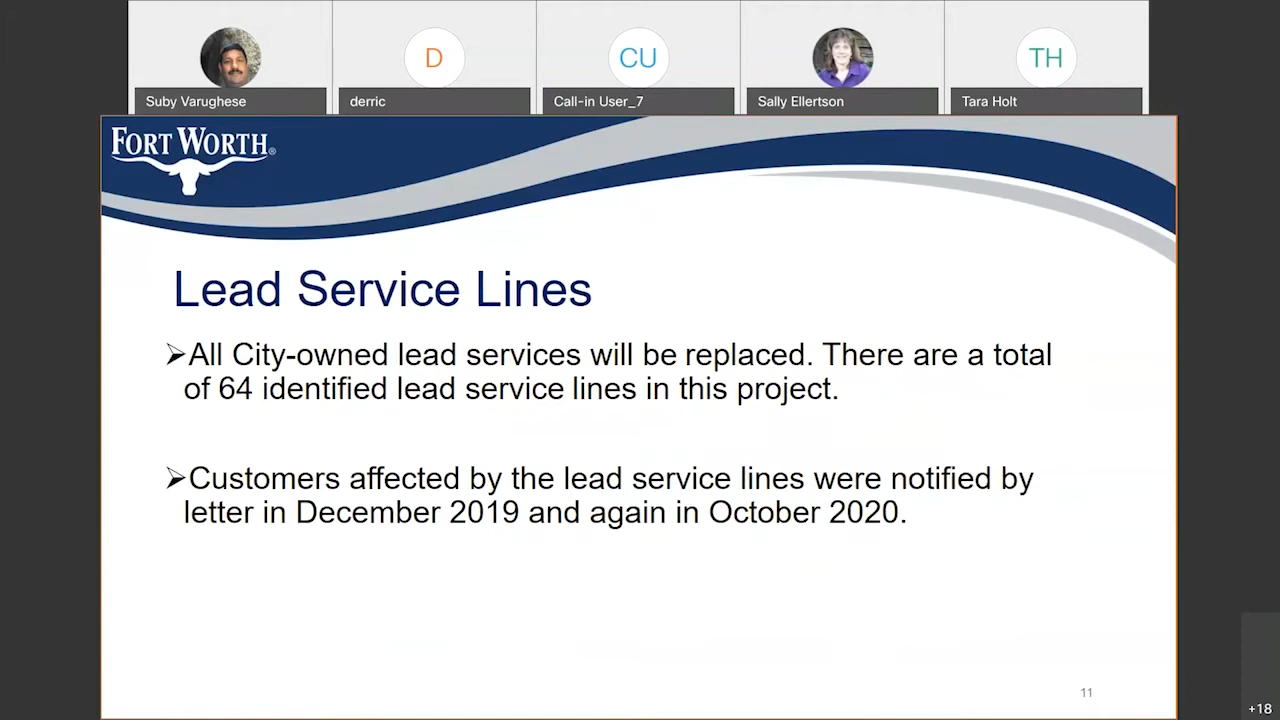 Suby Varughese
D
derric
CU
Call-in User_7
Sally Ellertson
TH
Tara Holt
FORT WORTH®
Lead Service Lines
➢All City-owned lead services will be replaced. There are a total
of 64 identified lead service lines in this project.
➢Customers affected by the lead service lines were notified by
letter in December 2019 and again in October 2020.
11
+18